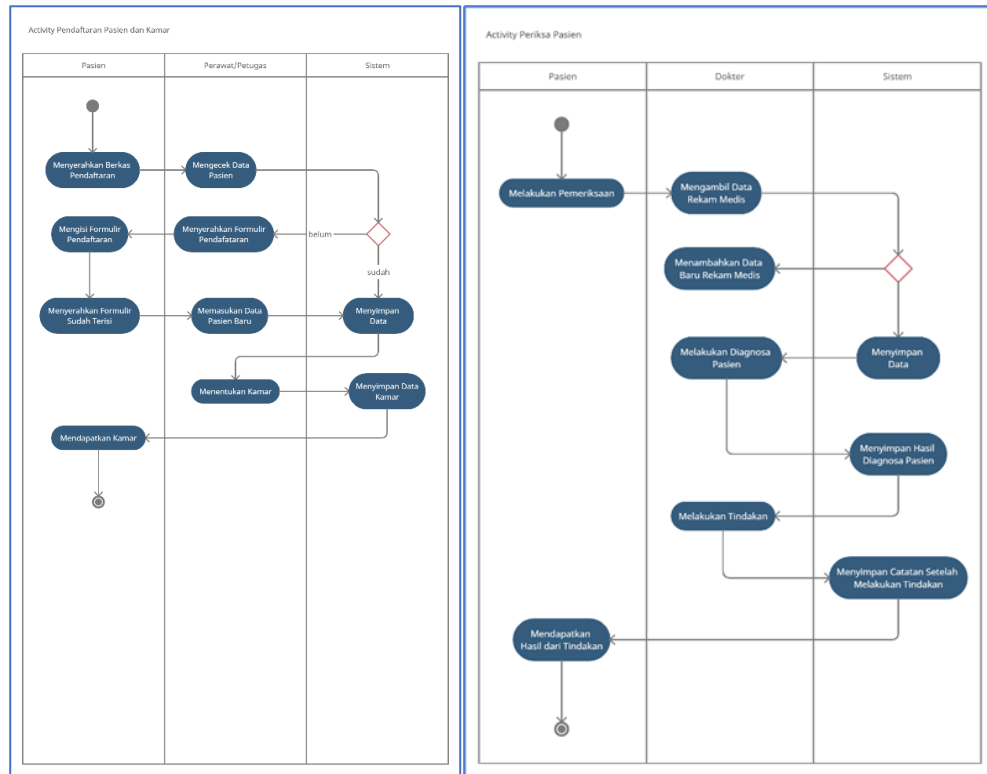 Activity Pendaftaran Pasien dan Kamar
Pasien
Perawat/Petugas
Sistem
Menyerahkan Berkas
Pendaftaran
Mengecek Data
Pasien
Mengisi Formulir
Pendaftaran
Menyerahkan Formulir
Pendafataran
belum
sudah
Menyerahkan Formulir
Sudah Terisi
Memasukan Data
Pasien Baru
Menyimpan
Data
Menentukan Kamar
Menyimpan Data
Kamar
Mendapatkan Kamar
Activity Periksa Pasien
Pasien
Dokter
Sistem
Melakukan Pemeriksaan
Mengambil Data
Rekam Medis
Menambahkan Data
Baru Rekam Medis
Melakukan Diagnosa
Pasien
Menyimpan
Data
Menyimpan Hasil
Diagnosa Pasien
Melakukan Tindakan
Menyimpan Catatan Setelah
Melakukan Tindakan
Mendapatkan
Hasil dari Tindakan